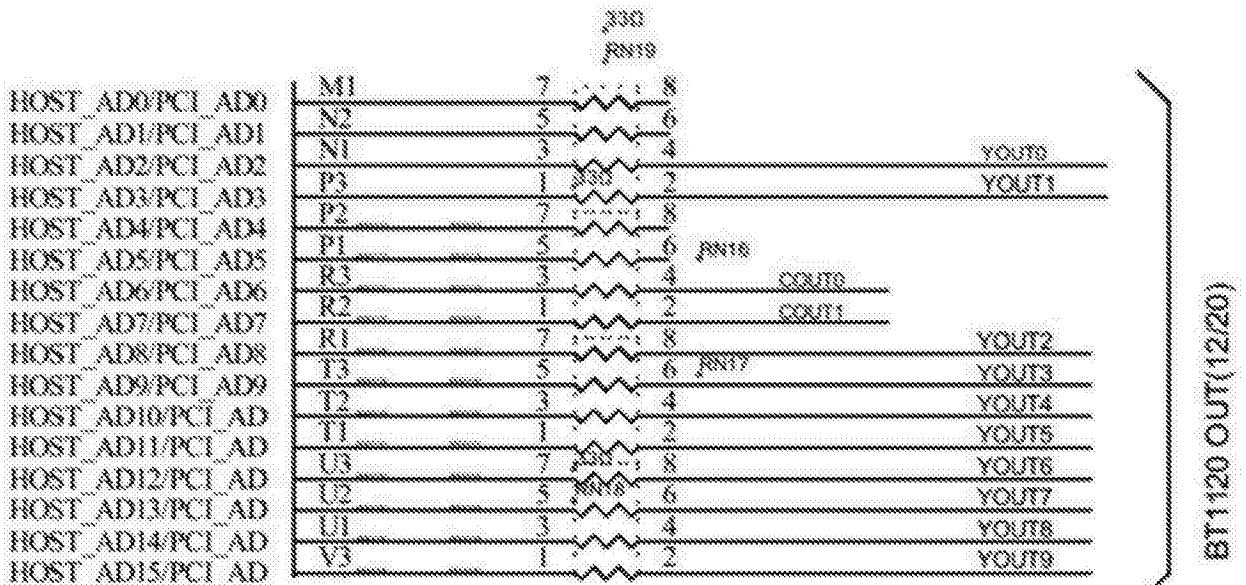 33Ω
RN19
HOST_AD0/PCI_AD0 M1 7 8
HOST_AD1/PCI_AD1 N2 5 6
HOST_AD2/PCI_AD2 N1 3 4 YOUT0
HOST_AD3/PCI_AD3 P3 1 33Ω 2 YOUT1
HOST_AD4/PCI_AD4 P2 7 8
HOST_AD5/PCI_AD5 P1 5 6 RN16
HOST_AD6/PCI_AD6 R3 3 4 COUT0
HOST_AD7/PCI_AD7 R2 1 2 COUT1
HOST_AD8/PCI_AD8 R1 7 8 YOUT2
HOST_AD9/PCI_AD9 T3 5 6 RN17 YOUT3
HOST_AD10/PCI_AD T2 3 4 YOUT4
HOST_AD11/PCI_AD T1 1 2 YOUT5
HOST_AD12/PCI_AD U3 7 33Ω 8 YOUT6
HOST_AD13/PCI_AD U2 5 RN18 6 YOUT7
HOST_AD14/PCI_AD U1 3 4 YOUT8
HOST_AD15/PCI_AD V3 1 2 YOUT9
BT1120 OUT(12/20)